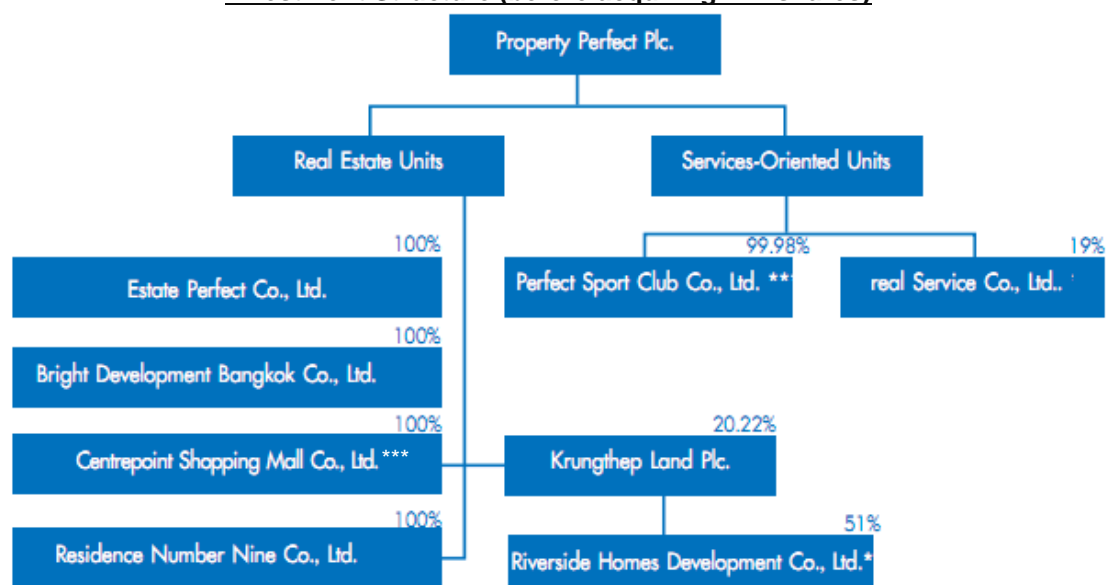 Property Perfect Plc.
Real Estate Units
Services-Oriented Units
100%
99.98%
19%
Estate Perfect Co., Ltd.
Perfect Sport Club Co., Ltd. ***
real Service Co., Ltd..
100%
Bright Development Bangkok Co., Ltd.
100%
20.22%
Centrepoint Shopping Mall Co., Ltd.***
Krungthep Land Plc.
100%
51%
Residence Number Nine Co., Ltd.
Riverside Homes Development Co., Ltd.*